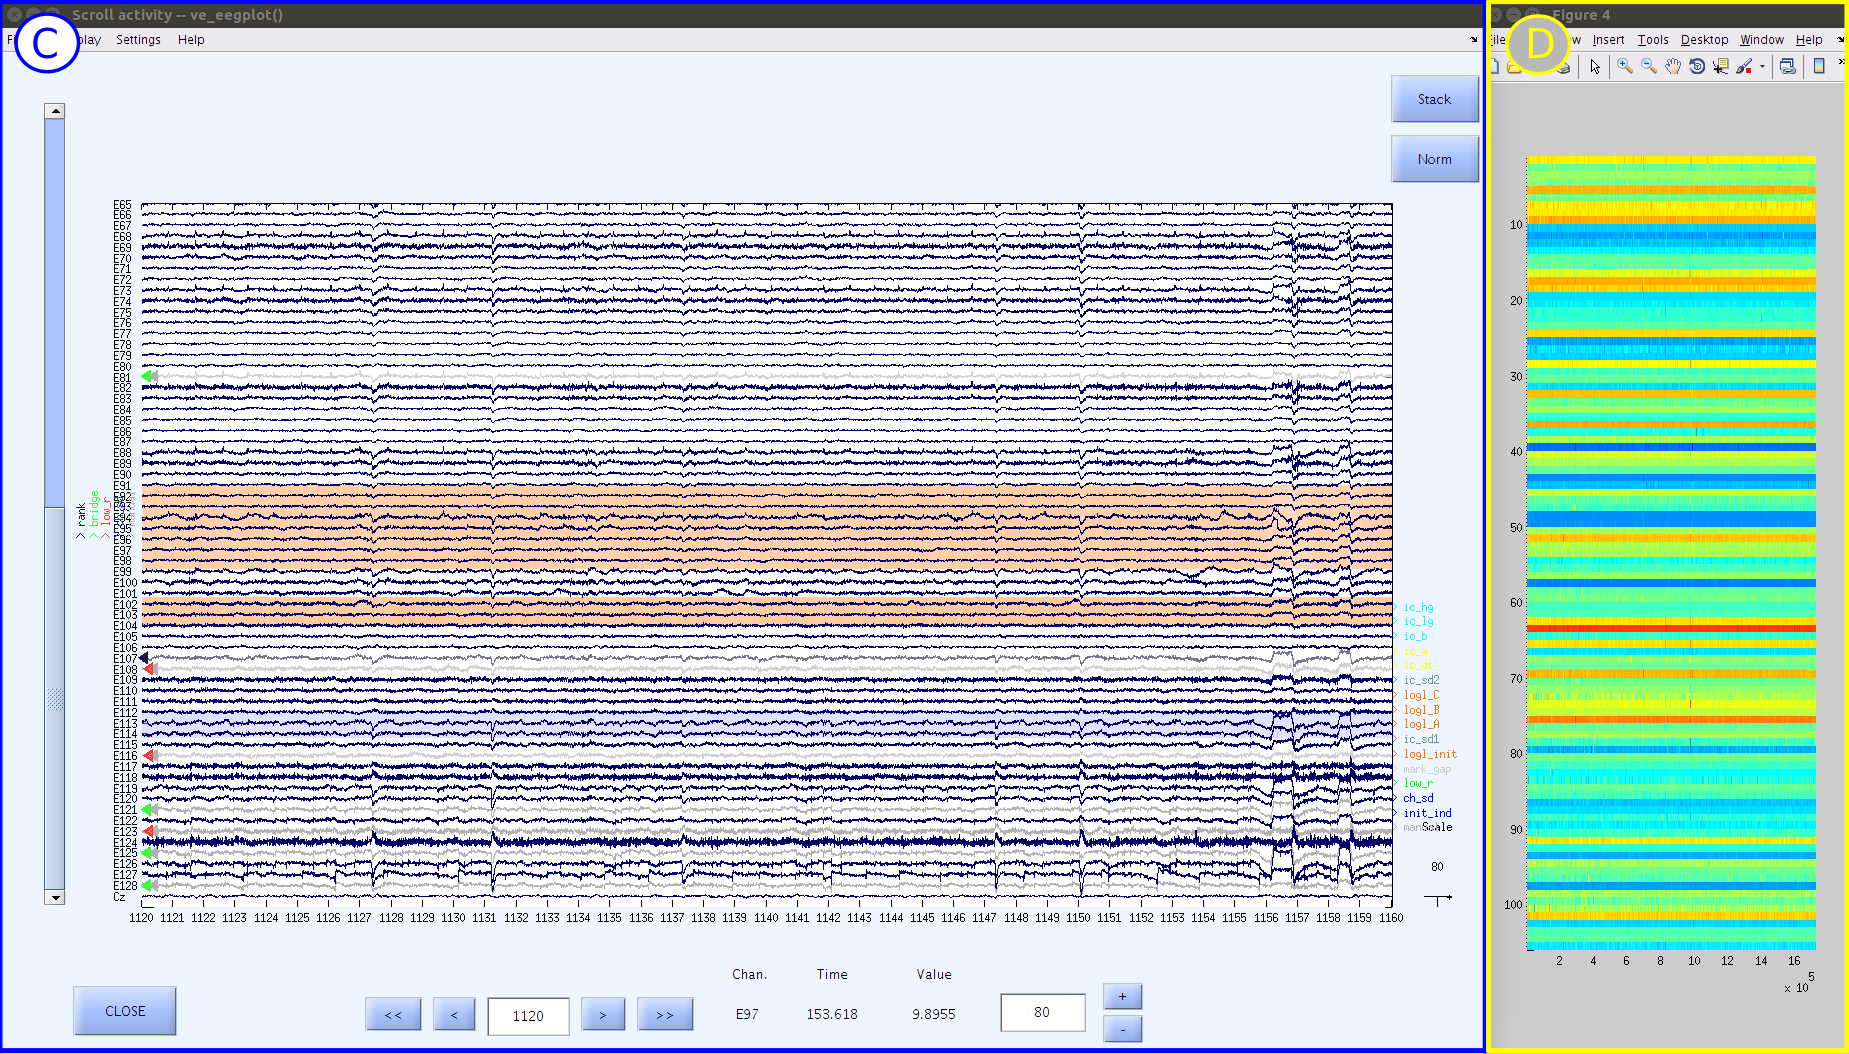 Scroll activity -- ve_eegplot()
C
Settings Help
Stack
Norm
E65
E66
E67
E68
E69
E70
E71
E72
E73
E74
E75
E76
E77
E78
E79
E80
E81
E82
E83
E84
E85
E86
E87
E88
E89
E90
E91
E92
E93
E94
E95
E96
E97
E98
E99
E100
E101
E102
E103
E104
E105
E106
E107
E108
E109
E110
E111
E112
E113
E114
E115
E116
E117
E118
E119
E120
E121
E122
E123
E124
E125
E126
E127
E128
Cz
rank
bridge
low_r
ic_hg
ic_lg
ic_b
ic_a
ic_dt
ic_sd2
logl_C
logl_B
logl_A
ic_sd1
logl_init
mark_gap
low_r
ch_sd
init_ind
Scale
80
1120 1121 1122 1123 1124 1125 1126 1127 1128 1129 1130 1131 1132 1133 1134 1135 1136 1137 1138 1139 1140 1141 1142 1143 1144 1145 1146 1147 1148 1149 1150 1151 1152 1153 1154 1155 1156 1157 1158 1159 1160
Chan. Time Value
CLOSE << < 1120 > >> E97 153.618 9.8955 80 + -
Figure 4
D
Insert Tools Desktop Window Help
10
20
30
40
50
60
70
80
90
100
2 4 6 8 10 12 14 16
x 10^5